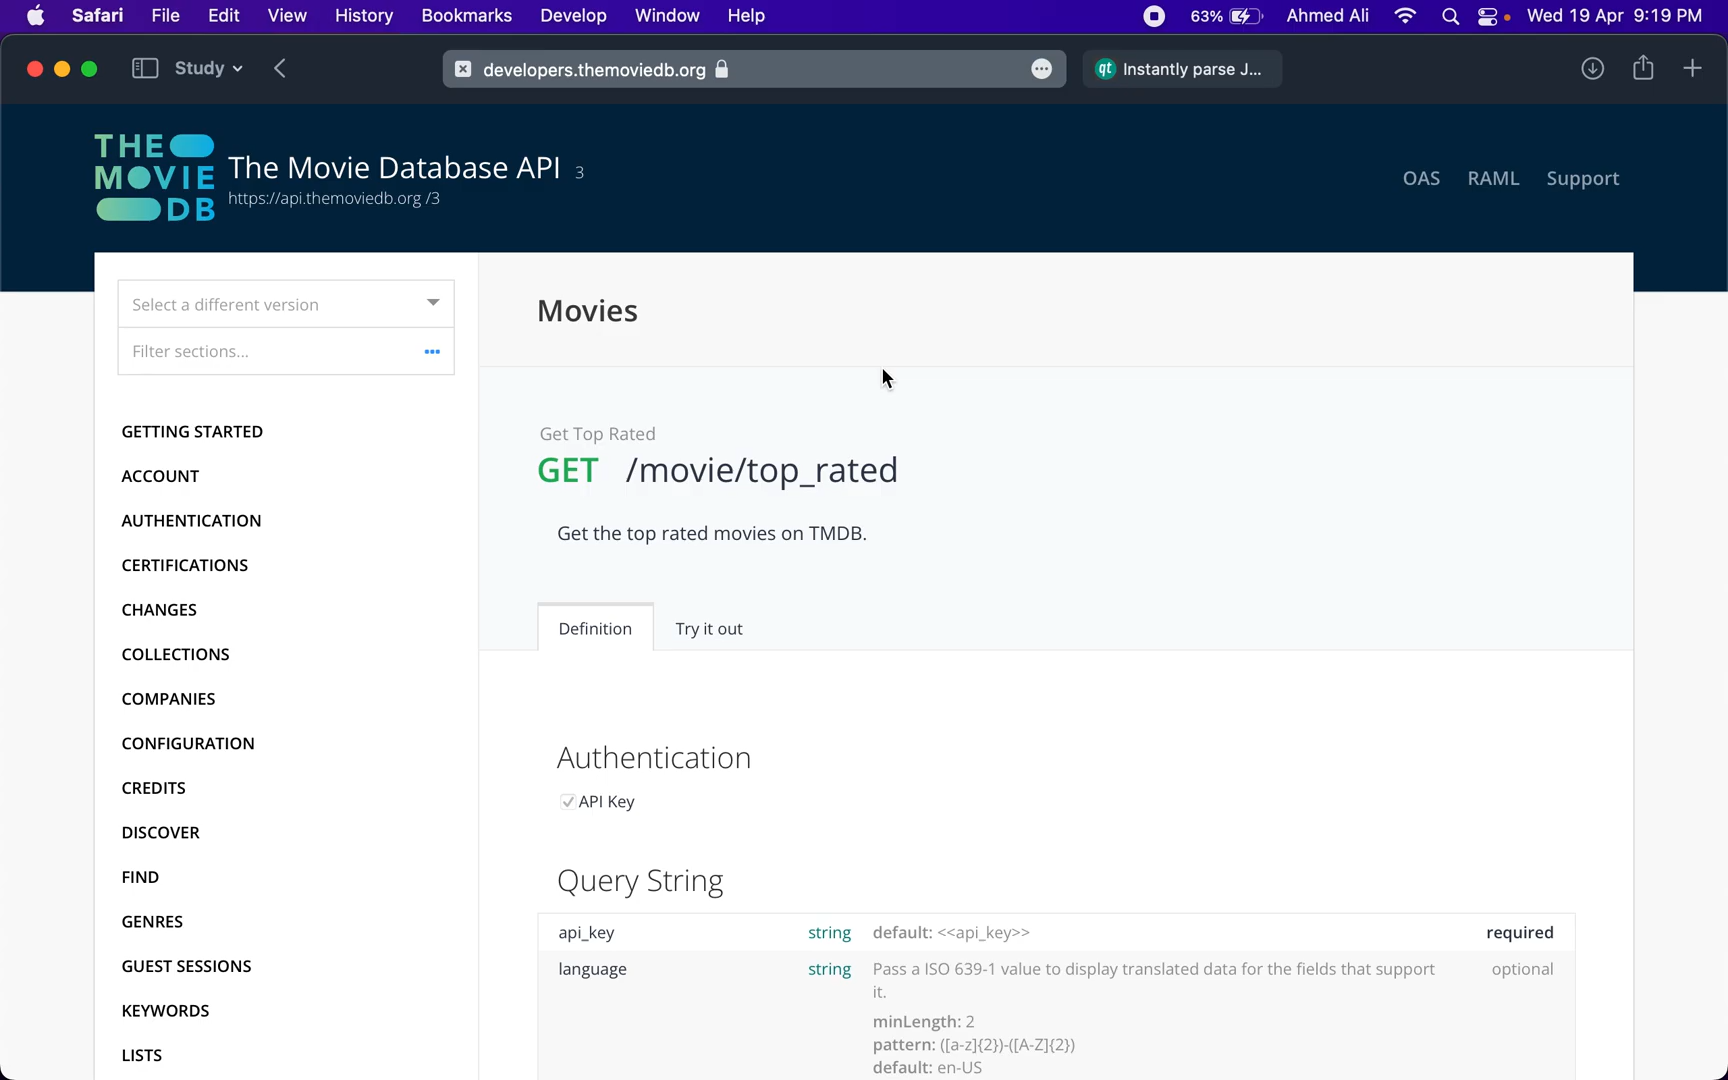 Safari File Edit View History Bookmarks Develop Window Help 63% Ahmed Ali Wed 19 Apr 9:19 PM
Study developers.themoviedb.org qt Instantly parse J...
THE MOVIE DB
The Movie Database API 3
https://api.themoviedb.org /3
OAS RAML Support
Select a different version
Filter sections...
GETTING STARTED
ACCOUNT
AUTHENTICATION
CERTIFICATIONS
CHANGES
COLLECTIONS
COMPANIES
CONFIGURATION
CREDITS
DISCOVER
FIND
GENRES
GUEST SESSIONS
KEYWORDS
LISTS
Movies
Get Top Rated
GET /movie/top_rated
Get the top rated movies on TMDB.
Definition Try it out
Authentication
API Key
Query String
api_key string default: <<api_key>> required
language string Pass a ISO 639-1 value to display translated data for the fields that support optional
it.
minLength: 2
pattern: ([a-z]{2})-([A-Z]{2})
default: en-US